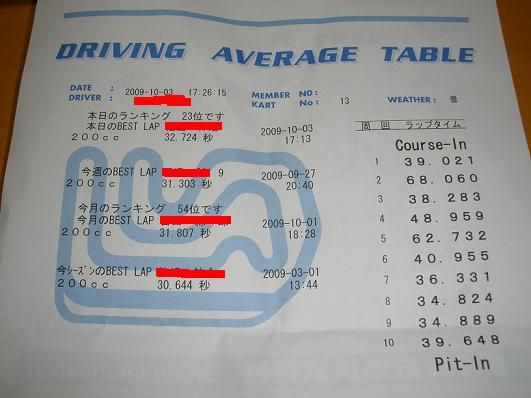 DRIVING AVERAGE TABLE
DATE : 2009-10-03 17:26:15
DRIVER :
MEMBER NO:
KART No: 13
WEATHER: 曇
本日のランキング 23位です
本日のBEST LAP
200cc 32.724 秒
2009-10-03
17:13
今週のBEST LAP 9
200cc 31.303 秒
2009-09-27
20:40
今月のランキング 54位です
今月のBEST LAP
200cc 31.807 秒
2009-10-01
18:28
今シーズンのBEST LAP
200cc 30.644 秒
2009-03-01
13:44
周 回 ラップタイム
Course-In
1 39.021
2 68.060
3 38.283
4 48.959
5 62.732
6 40.955
7 36.331
8 34.824
9 34.889
10 39.648
Pit-In